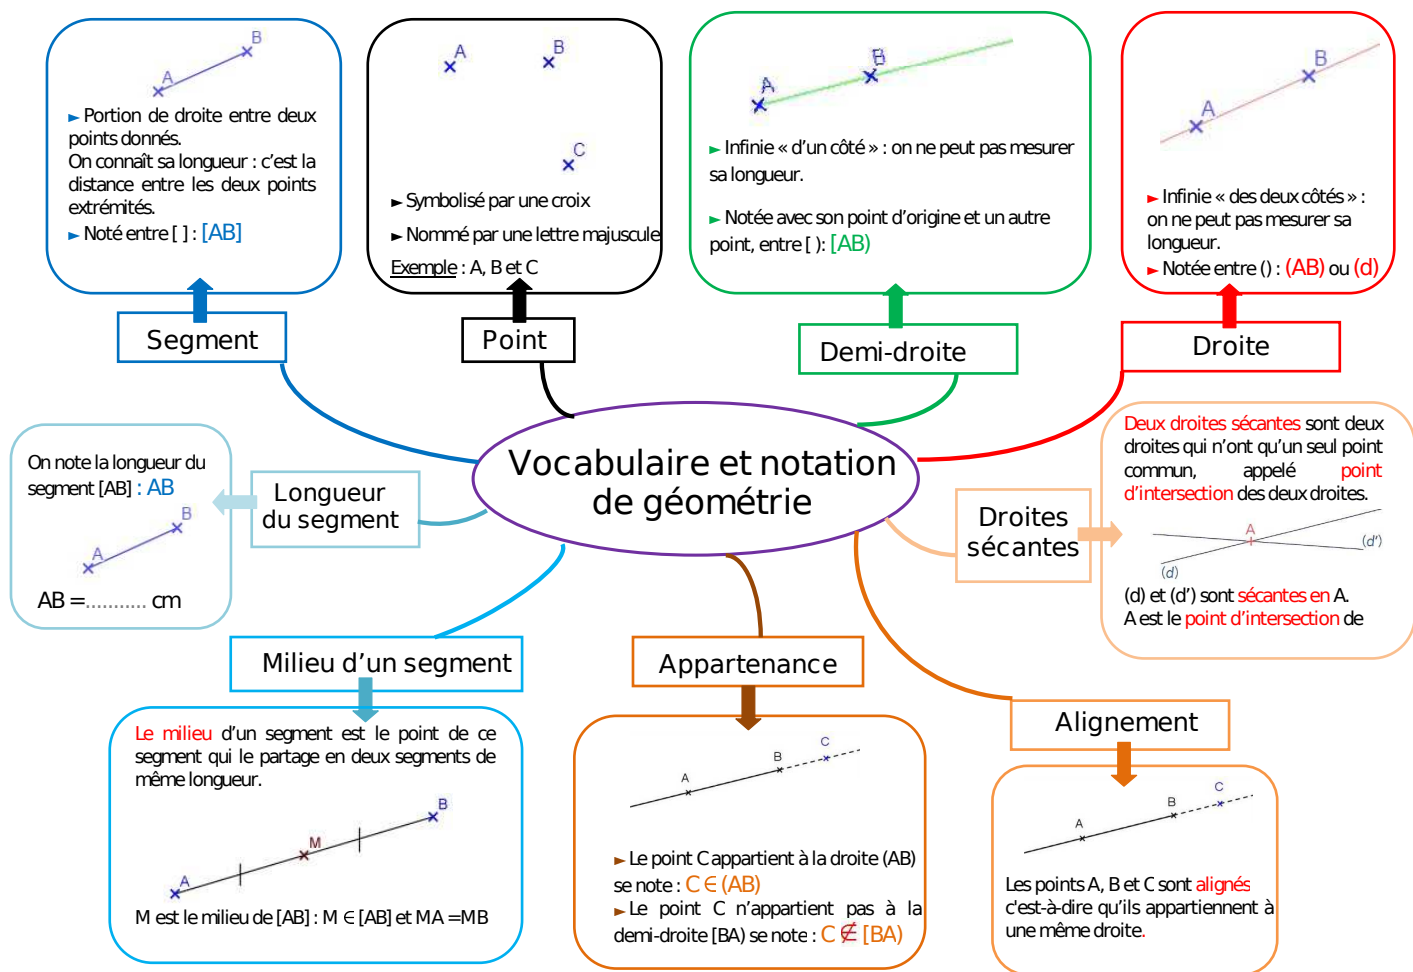 B
A
► Portion de droite entre deux
points donnés.
On connaît sa longueur : c'est la
distance entre les deux points
extrémités.
► Noté entre [ ] : [AB]
Segment
A
B
C
► Symbolisé par une croix
► Nommé par une lettre majuscule
Exemple : A, B et C
Point
A
B
► Infinie « d'un côté » : on ne peut pas mesurer
sa longueur.
► Notée avec son point d'origine et un autre
point, entre [ ): [AB)
Demi-droite
B
A
► Infinie « des deux côtés » :
on ne peut pas mesurer sa
longueur.
► Notée entre () : (AB) ou (d)
Droite
Vocabulaire et notation
de géométrie
On note la longueur du
segment [AB] : AB
B
A
AB =........... cm
Longueur
du segment
Droites
sécantes
Deux droites sécantes sont deux
droites qui n'ont qu'un seul point
commun, appelé point
d'intersection des deux droites.
A
(d')
(d)
(d) et (d') sont sécantes en A.
A est le point d'intersection de
Milieu d'un segment
Le milieu d'un segment est le point de ce
segment qui le partage en deux segments de
même longueur.
B
M
A
M est le milieu de [AB] : M ∈ [AB] et MA = MB
Appartenance
C
B
A
► Le point C appartient à la droite (AB)
se note : C ∈ (AB)
► Le point C n'appartient pas à la
demi-droite [BA) se note : C ∉ [BA)
Alignement
C
B
A
Les points A, B et C sont alignés
c'est-à-dire qu'ils appartiennent à
une même droite.